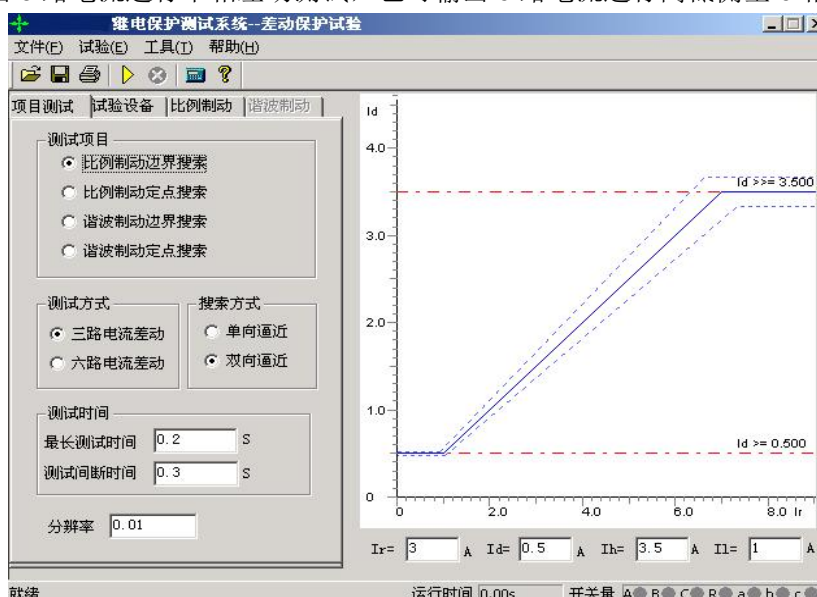 继电保护测试系统--差动保护试验
文件(F) 试验(E) 工具(T) 帮助(H)
项目测试 试验设备 比例制动 谐波制动
测试项目
比例制动边界搜索
比例制动定点搜索
谐波制动边界搜索
谐波制动定点搜索
测试方式 搜索方式
三路电流差动 单向逼近
六路电流差动 双向逼近
测试时间
最长测试时间 0.2 S
测试间断时间 0.3 S
分辨率 0.01
Id
4.0
Id >>= 3.500
3.0
2.0
1.0
Id >= 0.500
0
0 2.0 4.0 6.0 8.0 Ir
Ir= 3 A Id= 0.5 A Ih= 3.5 A Il= 1 A
就绪 运行时间 0.00s 开关量 A B C R a b c